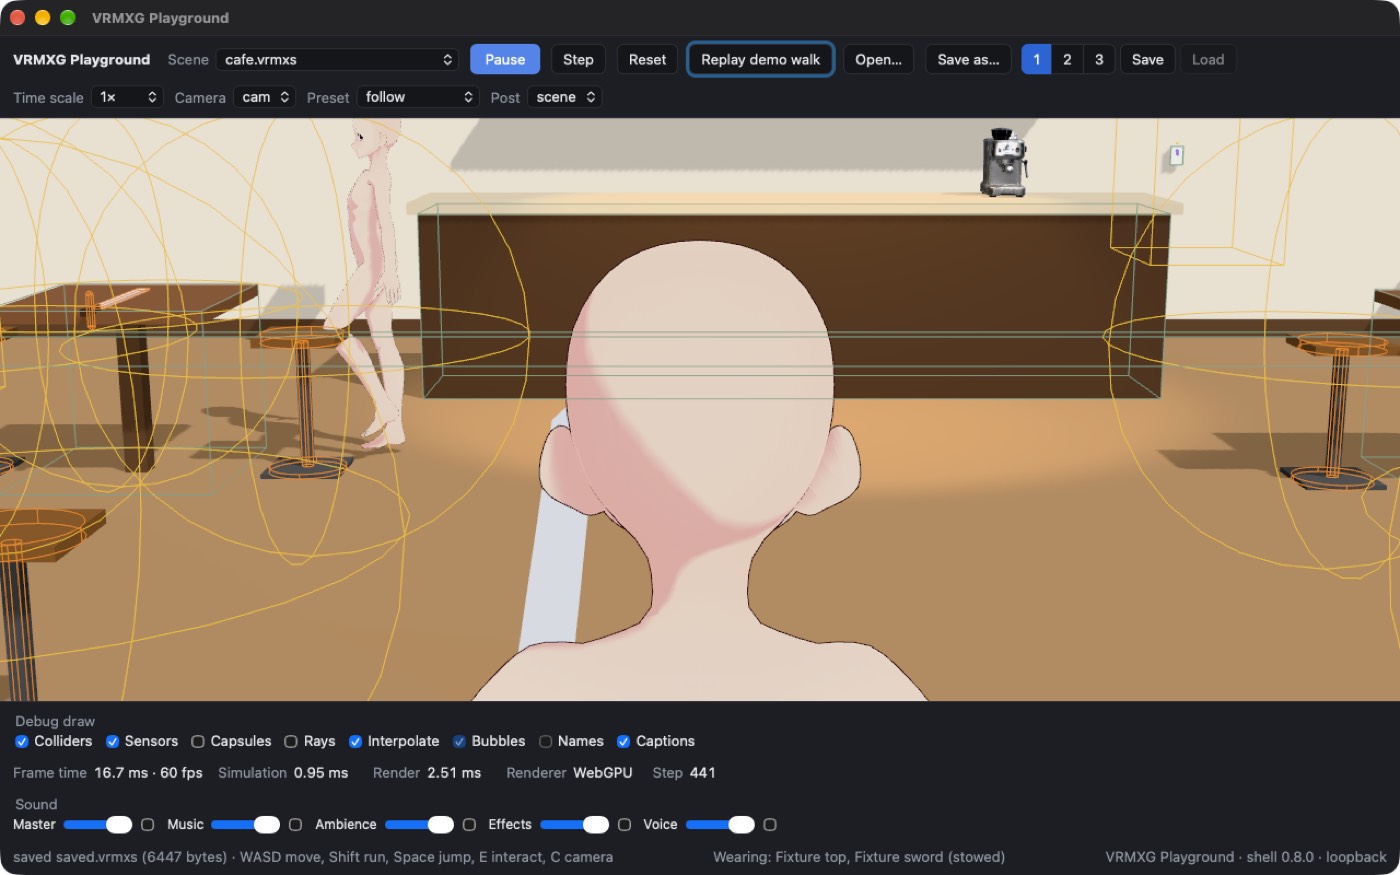 VRMXG Playground
VRMXG Playground Scene cafe.vrmxs Pause Step Reset Replay demo walk Open... Save as... 1 2 3 Save Load
Time scale 1× Camera cam Preset follow Post scene
Debug draw
Colliders Sensors Capsules Rays Interpolate Bubbles Names Captions
Frame time 16.7 ms · 60 fps Simulation 0.95 ms Render 2.51 ms Renderer WebGPU Step 441
Sound
Master Music Ambience Effects Voice
saved saved.vrmxs (6447 bytes) · WASD move, Shift run, Space jump, E interact, C camera Wearing: Fixture top, Fixture sword (stowed) VRMXG Playground · shell 0.8.0 · loopback